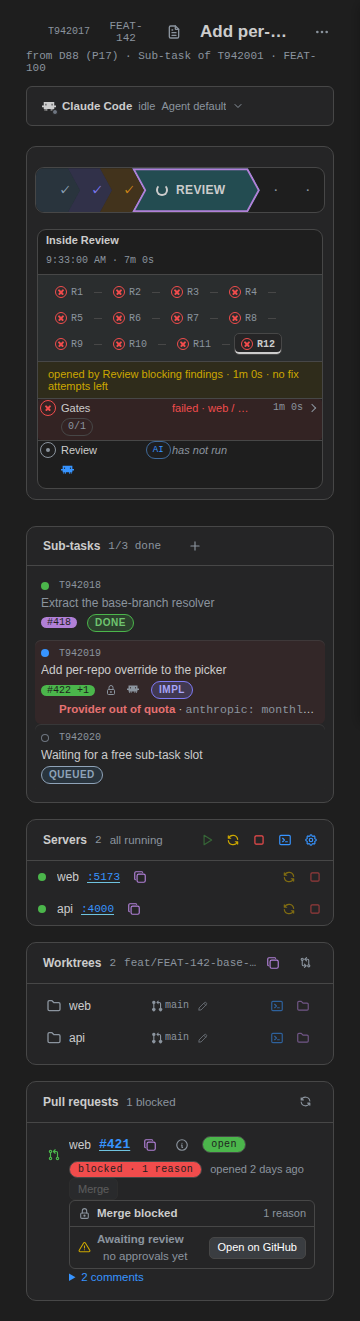 T942017 FEAT-142 Add per-...
from D88 (P17) · Sub-task of T942001 · FEAT-
100
Claude Code idle Agent default
REVIEW
Inside Review
9:33:00 AM · 7m 0s
R1 — R2 — R3 — R4 —
R5 — R6 — R7 — R8 —
R9 — R10 — R11 — R12
opened by Review blocking findings · 1m 0s · no fix
attempts left
Gates failed · web / ... 1m 0s
0/1
Review AI has not run
Sub-tasks 1/3 done
T942018
Extract the base-branch resolver
#418 DONE
T942019
Add per-repo override to the picker
#422 +1 IMPL
Provider out of quota · anthropic: monthl...
T942020
Waiting for a free sub-task slot
QUEUED
Servers 2 all running
web :5173
api :4000
Worktrees 2 feat/FEAT-142-base-...
web main
api main
Pull requests 1 blocked
web #421 open
blocked · 1 reason opened 2 days ago
Merge
Merge blocked 1 reason
Awaiting review
no approvals yet Open on GitHub
2 comments